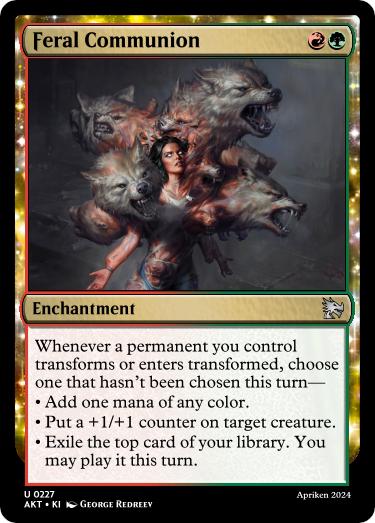 Feral Communion
Enchantment
Whenever a permanent you control
transforms or enters transformed, choose
one that hasn't been chosen this turn—
• Add one mana of any color.
• Put a +1/+1 counter on target creature.
• Exile the top card of your library. You
may play it this turn.
U 0227
AKT • KI George Redreev
Apriken 2024